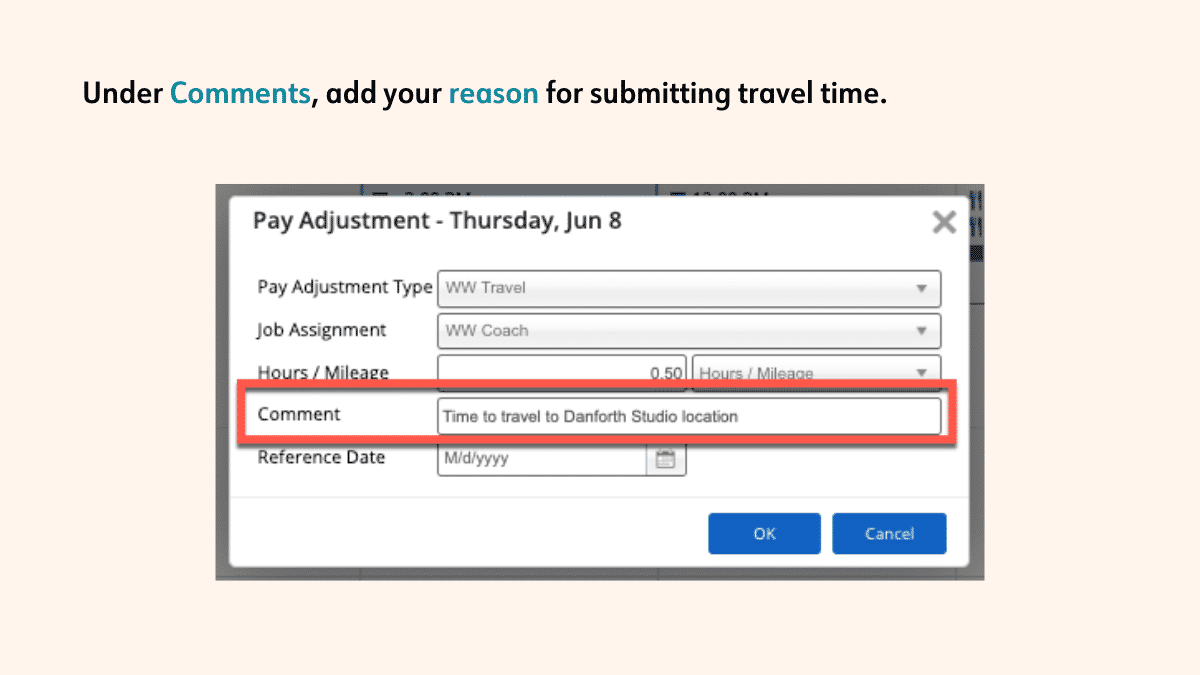 Under Comments, add your reason for submitting travel time.
Pay Adjustment - Thursday, Jun 8
Pay Adjustment Type WW Travel
Job Assignment WW Coach
Hours / Mileage 0.50 Hours / Mileage
Comment Time to travel to Danforth Studio location
Reference Date M/d/yyyy
OK Cancel